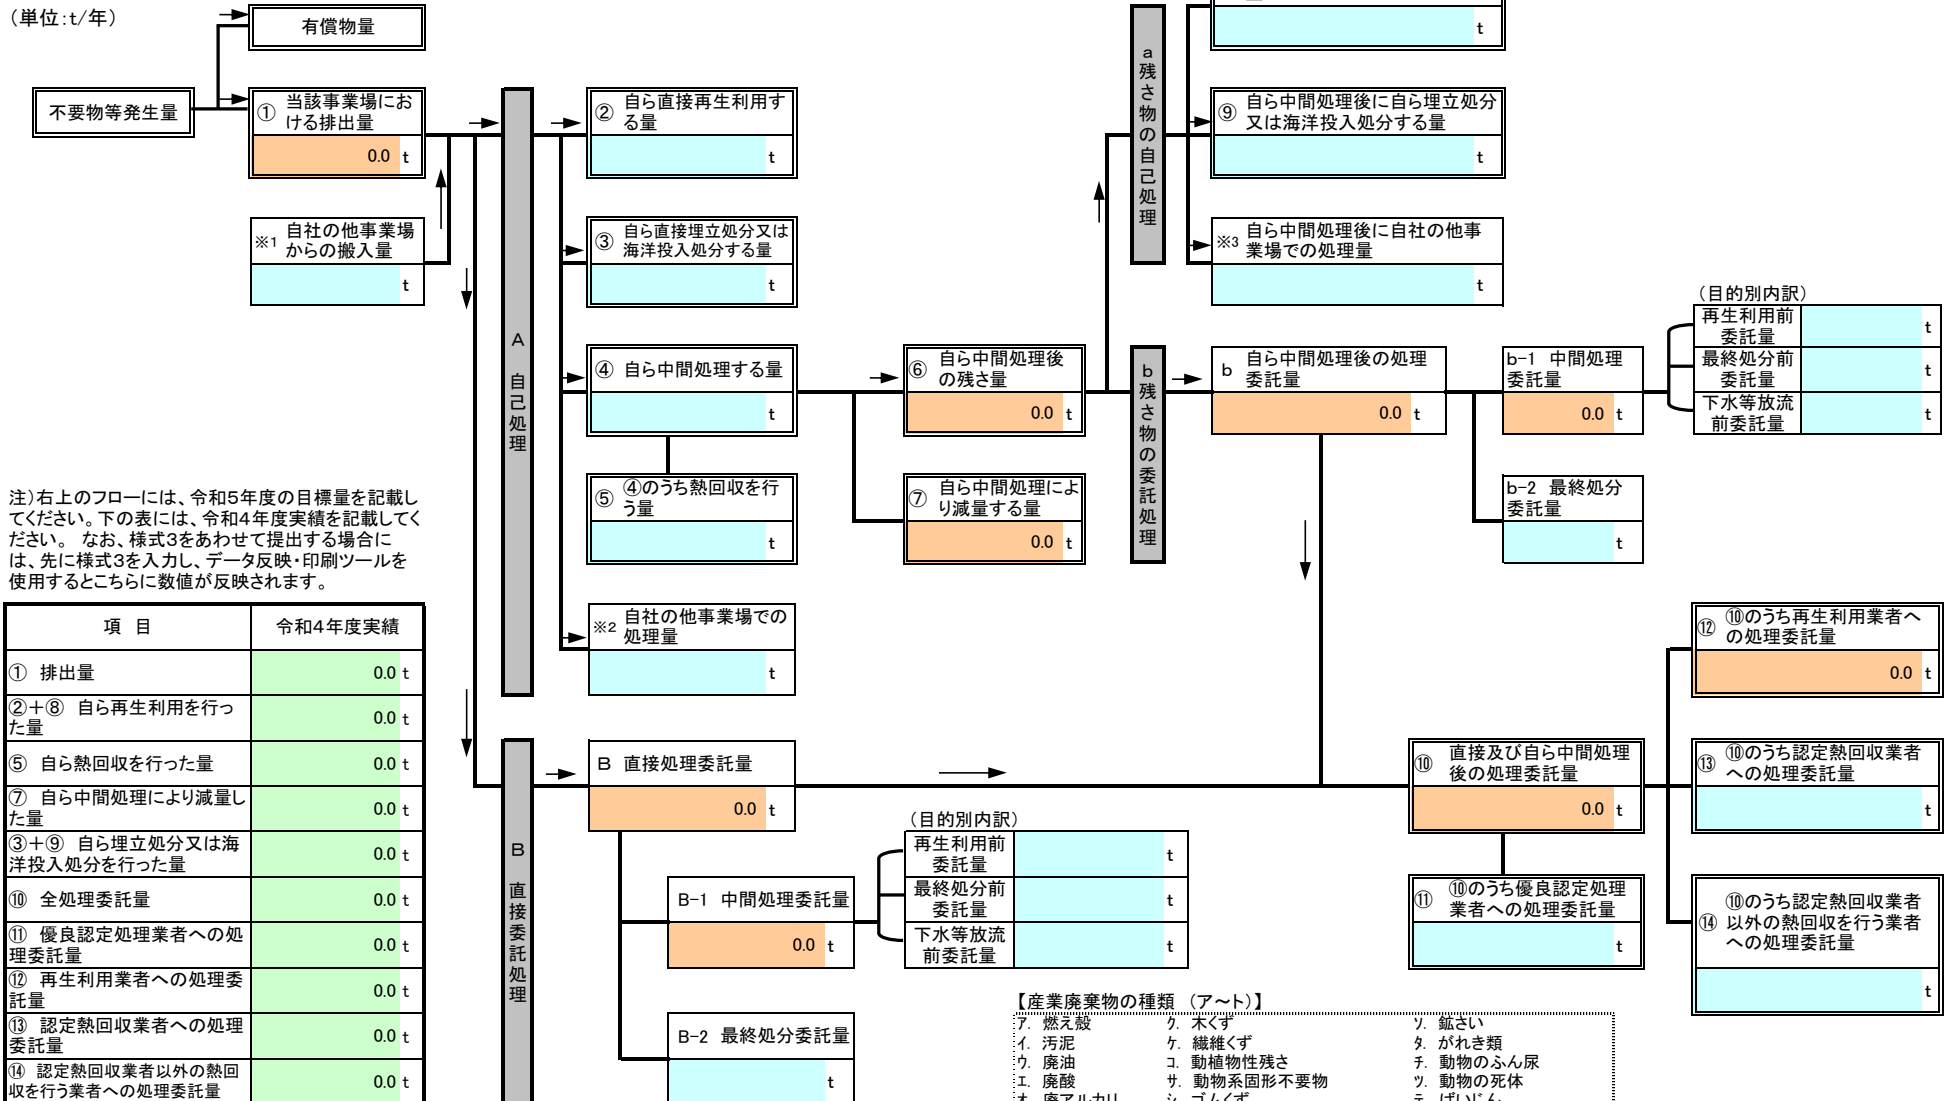 （単位：t/年）
有償物量
不要物等発生量
① 当該事業場にお
ける排出量
0.0 t
※1 自社の他事業場
からの搬入量
t
A 自己処理
② 自ら直接再生利用す
る量
t
③ 自ら直接埋立処分又は
海洋投入処分する量
t
④ 自ら中間処理する量
t
⑤ ④のうち熱回収を行
う量
t
※2 自社の他事業場での
処理量
t
⑥ 自ら中間処理後
の残さ量
0.0 t
⑦ 自ら中間処理によ
り減量する量
0.0 t
a 残さ物の自己処理
t
⑨ 自ら中間処理後に自ら埋立処分
又は海洋投入処分する量
t
※3 自ら中間処理後に自社の他事
業場での処理量
t
b 残さ物の委託処理
b 自ら中間処理後の処理
委託量
0.0 t
b-1 中間処理
委託量
0.0 t
b-2 最終処分
委託量
t
（目的別内訳）
再生利用前
委託量
t
最終処分前
委託量
t
下水等放流
前委託量
t
注）右上のフローには、令和5年度の目標量を記載し
てください。下の表には、令和4年度実績を記載してく
ださい。 なお、様式3をあわせて提出する場合に
は、先に様式3を入力し、データ反映・印刷ツールを
使用するとこちらに数値が反映されます。
項 目 令和4年度実績
① 排出量 0.0 t
②＋⑧ 自ら再生利用を行っ
た量 0.0 t
⑤ 自ら熱回収を行った量 0.0 t
⑦ 自ら中間処理により減量し
た量 0.0 t
③＋⑨ 自ら埋立処分又は海
洋投入処分を行った量 0.0 t
⑩ 全処理委託量 0.0 t
⑪ 優良認定処理業者への処
理委託量 0.0 t
⑫ 再生利用業者への処理委
託量 0.0 t
⑬ 認定熱回収業者への処理
委託量 0.0 t
⑭ 認定熱回収業者以外の熱回
収を行う業者への処理委託量 0.0 t
B 直接委託処理
B 直接処理委託量
0.0 t
B-1 中間処理委託量
0.0 t
B-2 最終処分委託量
t
（目的別内訳）
再生利用前
委託量
t
最終処分前
委託量
t
下水等放流
前委託量
t
⑩ 直接及び自ら中間処理
後の処理委託量
0.0 t
⑪ ⑩のうち優良認定処理
業者への処理委託量
t
⑫ ⑩のうち再生利用業者へ
の処理委託量
0.0 t
⑬ ⑩のうち認定熱回収業者
への処理委託量
t
⑭ ⑩のうち認定熱回収業者
以外の熱回収を行う業者
への処理委託量
t
【産業廃棄物の種類 （ア～ト）】
ア. 燃え殻 ク. 木くず ソ. 鉱さい
イ. 汚泥 ケ. 繊維くず タ. がれき類
ウ. 廃油 コ. 動植物性残さ チ. 動物のふん尿
エ. 廃酸 サ. 動物系固形不要物 ツ. 動物の死体
オ. 廃アルカリ シ. ゴムくず テ. ばいじん